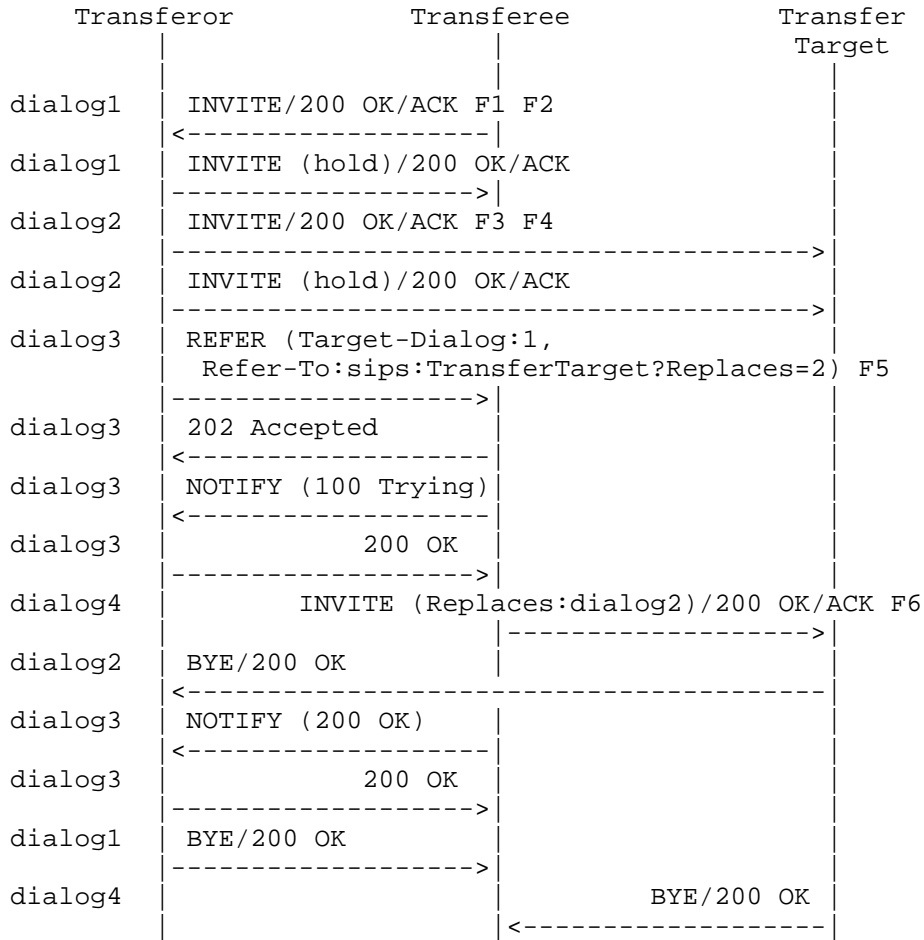 Transferor Transferee Transfer
Target
dialog1 INVITE/200 OK/ACK F1 F2
dialog1 INVITE (hold)/200 OK/ACK
dialog2 INVITE/200 OK/ACK F3 F4
dialog2 INVITE (hold)/200 OK/ACK
dialog3 REFER (Target-Dialog:1,
Refer-To:sips:TransferTarget?Replaces=2) F5
dialog3 202 Accepted
dialog3 NOTIFY (100 Trying)
dialog3 200 OK
dialog4 INVITE (Replaces:dialog2)/200 OK/ACK F6
dialog2 BYE/200 OK
dialog3 NOTIFY (200 OK)
dialog3 200 OK
dialog1 BYE/200 OK
dialog4 BYE/200 OK